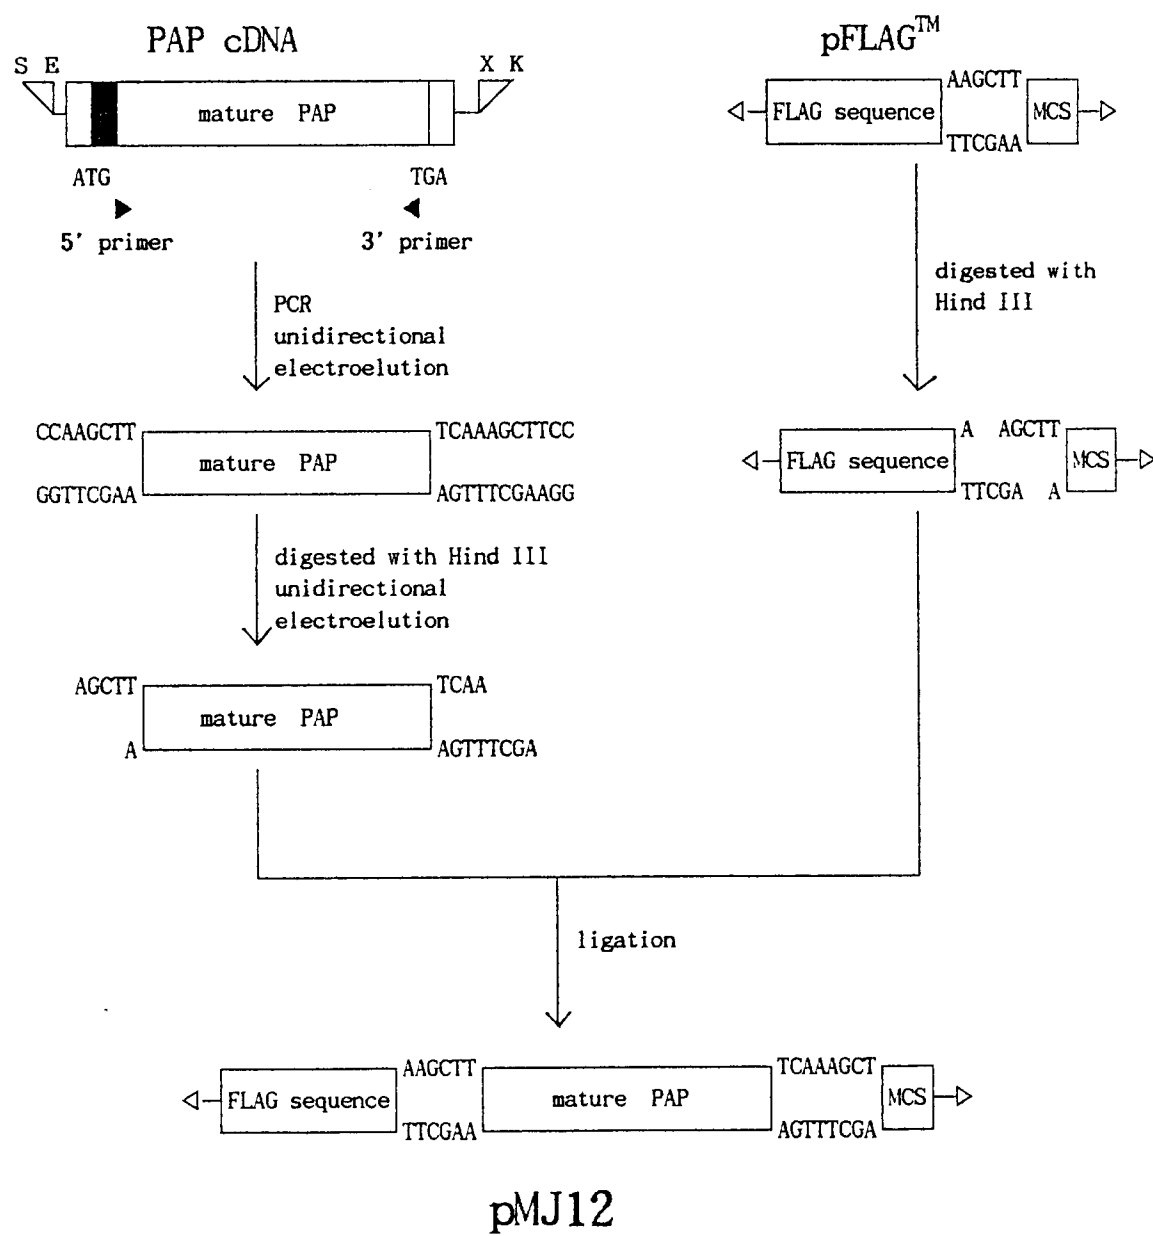 PAP cDNA
pFLAG™
S E
X K
mature PAP
ATG
TGA
5' primer
3' primer
FLAG sequence
AAGCTT
TTCGAA
MCS
PCR
unidirectional
electroelution
digested with
Hind III
CCAAGCTT
GGTTCGAA
mature PAP
TCAAAGCTTCC
AGTTTCGAAGG
FLAG sequence
A AGCTT
TTCGA A
MCS
digested with Hind III
unidirectional
electroelution
AGCTT
A
mature PAP
TCAA
AGTTTCGA
ligation
FLAG sequence
AAGCTT
TTCGAA
mature PAP
TCAAAGCT
AGTTTCGA
MCS
pMJ12